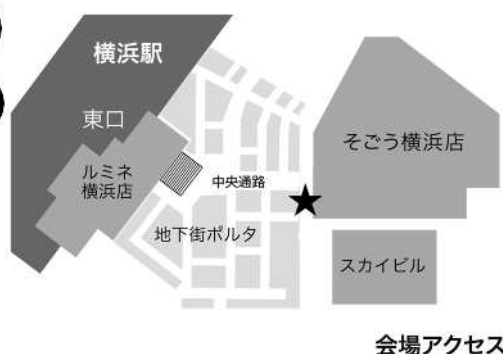 横浜駅
東口
ルミネ
横浜店
中央通路
地下街ポルタ
そごう横浜店
スカイビル
会場アクセス